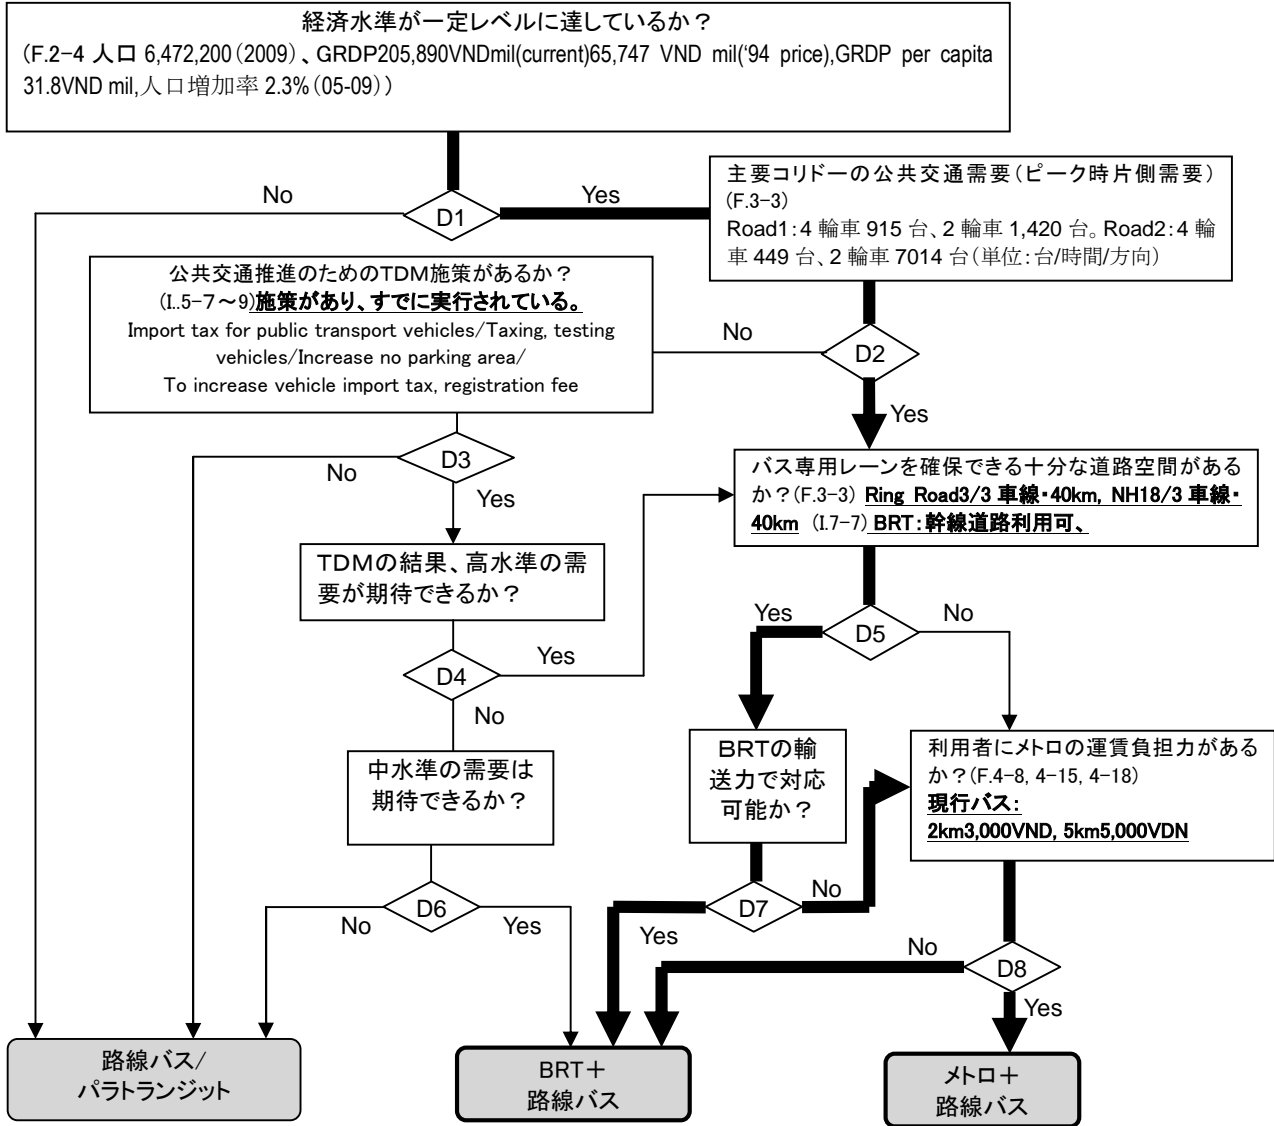 経済水準が一定レベルに達しているか？
(F.2-4 人口 6,472,200(2009)、GRDP205,890VNDmil(current)65,747 VND mil('94 price),GRDP per capita
31.8VND mil,人口増加率 2.3%(05-09))
No
Yes
D1
主要コリドーの公共交通需要(ピーク時片側需要)
(F.3-3)
Road1:4 輪車 915 台、2 輪車 1,420 台。Road2:4 輪
車 449 台、2 輪車 7014 台(単位:台/時間/方向)
公共交通推進のためのTDM施策があるか？
(I..5-7～9)施策があり、すでに実行されている。
Import tax for public transport vehicles/Taxing, testing
vehicles/Increase no parking area/
To increase vehicle import tax, registration fee
No
D2
Yes
D3
No
Yes
バス専用レーンを確保できる十分な道路空間がある
か？(F.3-3) Ring Road3/3 車線・40km, NH18/3 車線・
40km (I.7-7) BRT:幹線道路利用可、
TDMの結果、高水準の需
要が期待できるか？
Yes
D5
No
D4
Yes
No
BRTの輸
送力で対応
可能か？
利用者にメトロの運賃負担力がある
か？(F.4-8, 4-15, 4-18)
現行バス:
2km3,000VND, 5km5,000VDN
中水準の需要は
期待できるか？
D6
No
Yes
D7
No
Yes
No
D8
Yes
路線バス/
パラトランジット
BRT＋
路線バス
メトロ＋
路線バス